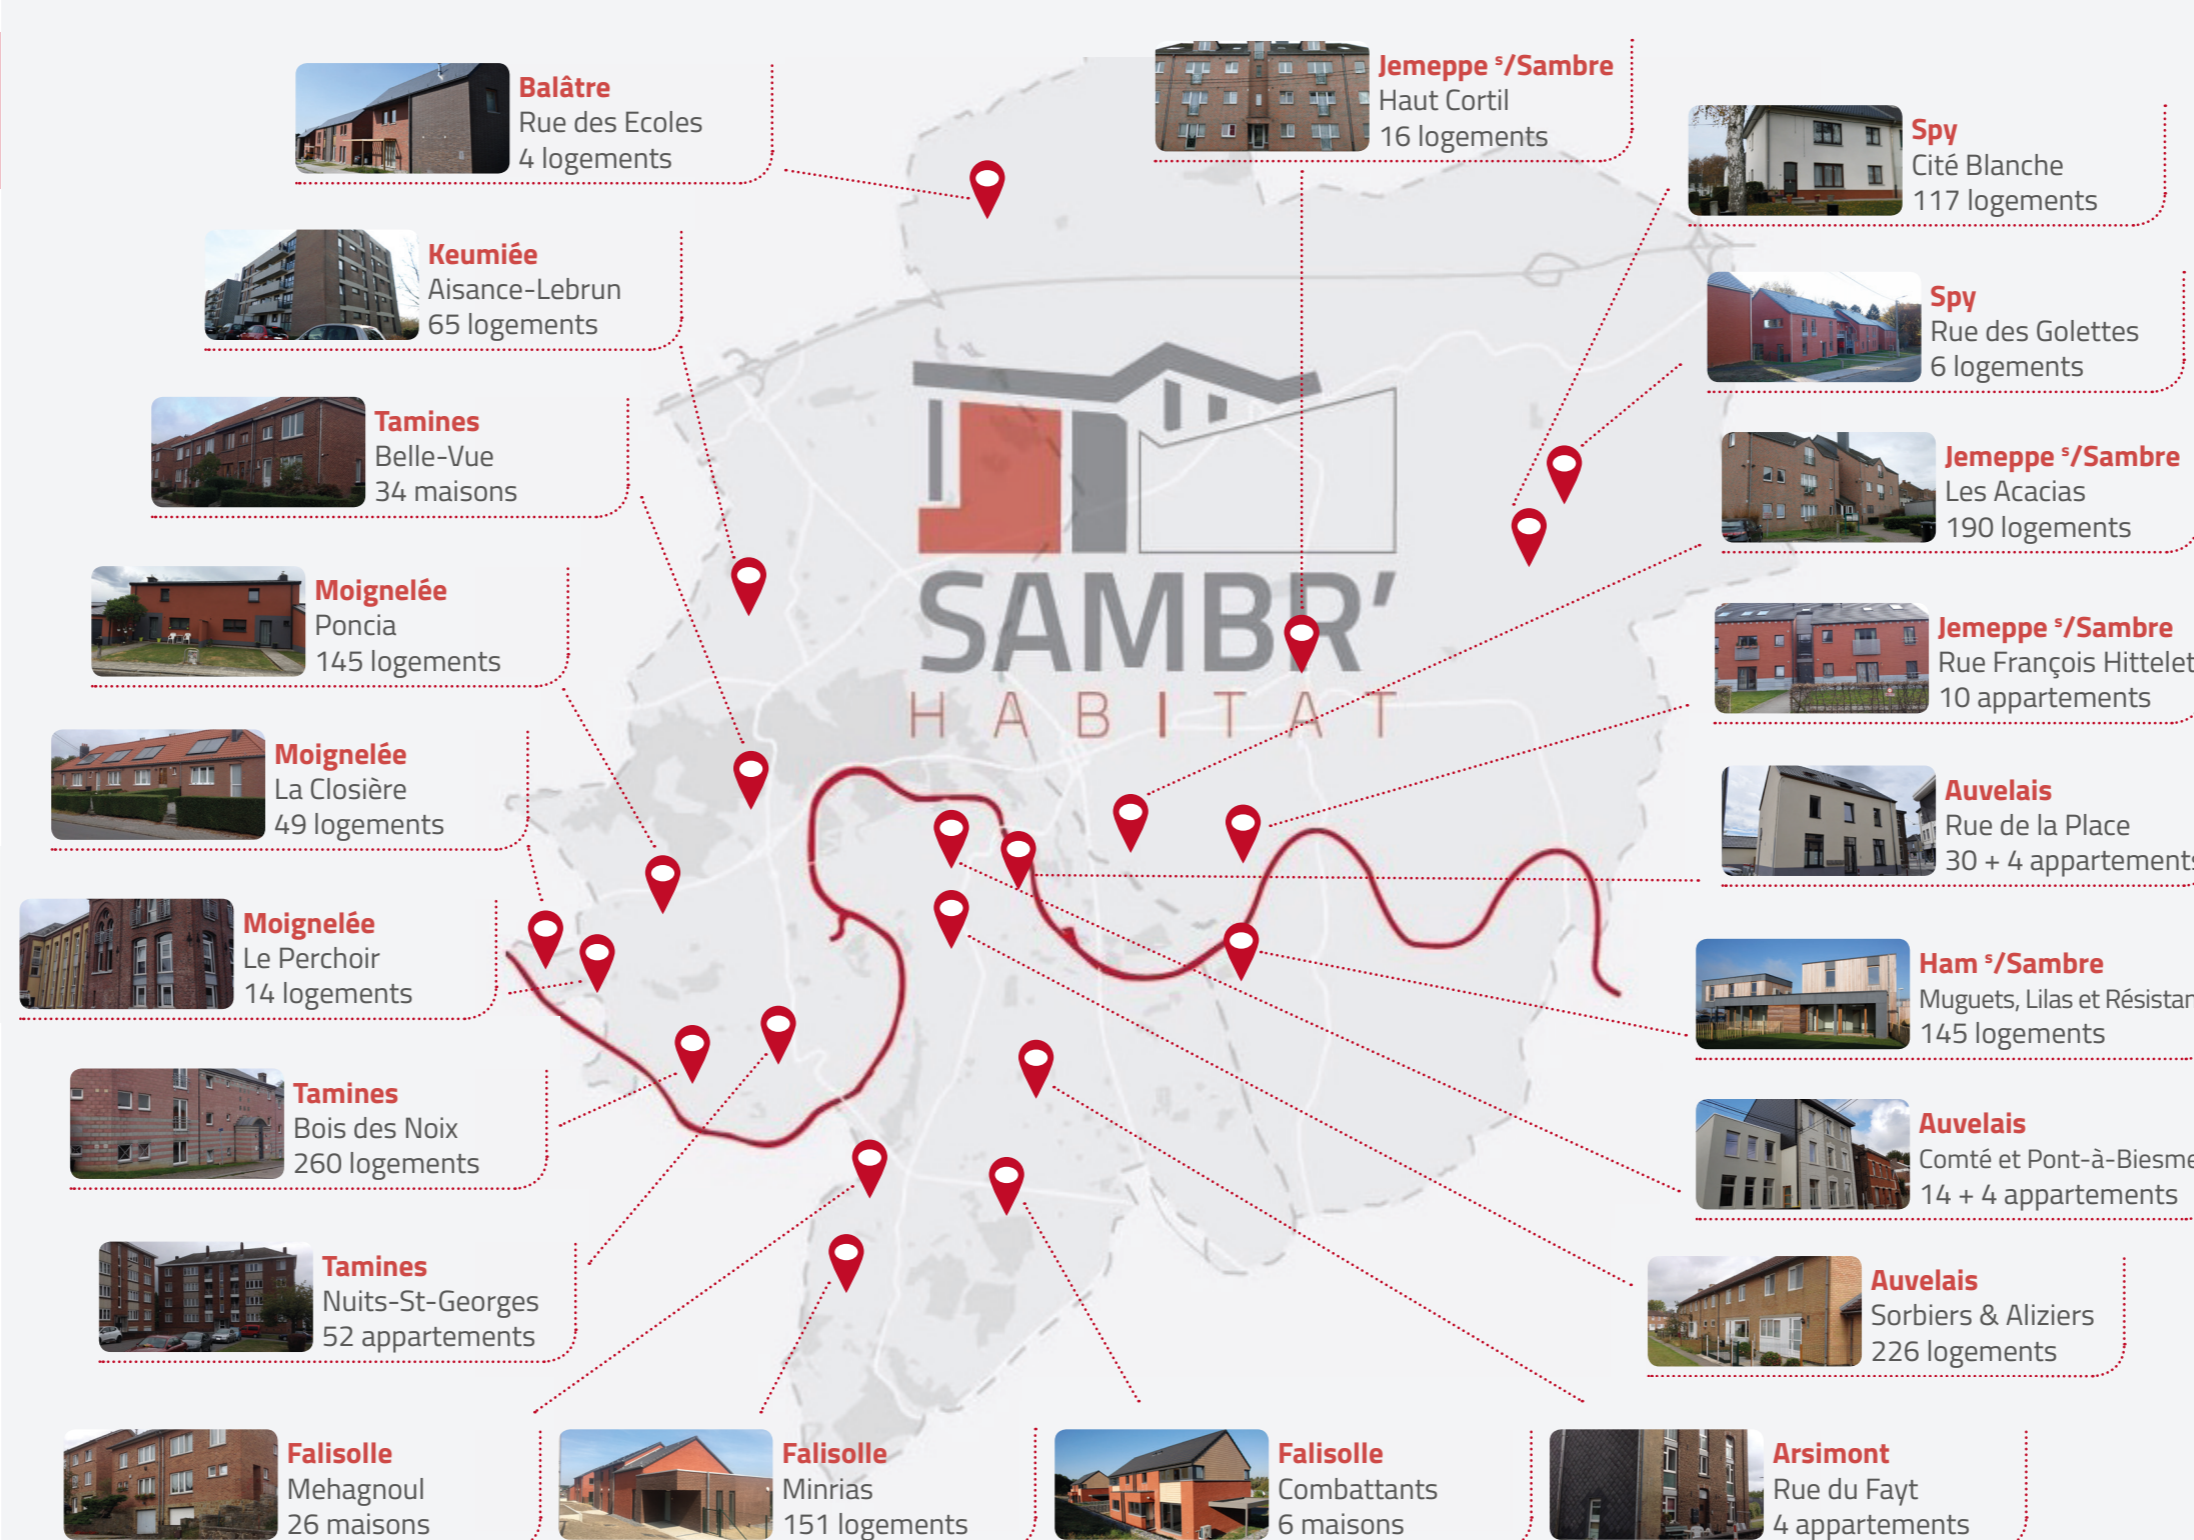 Balâtre
Rue des Ecoles
4 logements
Jemeppe s/Sambre
Haut Cortil
16 logements
Spy
Cité Blanche
117 logements
Keumiée
Aisance-Lebrun
65 logements
Spy
Rue des Golettes
6 logements
Tamines
Belle-Vue
34 maisons
Jemeppe s/Sambre
Les Acacias
190 logements
Moignelée
Poncia
145 logements
SAMBR'
HABITAT
Jemeppe s/Sambre
Rue François Hittelet
10 appartements
Moignelée
La Closière
49 logements
Auvelais
Rue de la Place
30 + 4 appartements
Moignelée
Le Perchoir
14 logements
Ham s/Sambre
Muguets, Lilas et Résistan
145 logements
Tamines
Bois des Noix
260 logements
Auvelais
Comté et Pont-à-Biesme
14 + 4 appartements
Tamines
Nuits-St-Georges
52 appartements
Auvelais
Sorbiers & Aliziers
226 logements
Falisolle
Mehagnoul
26 maisons
Falisolle
Minrias
151 logements
Falisolle
Combattants
6 maisons
Arsimont
Rue du Fayt
4 appartements